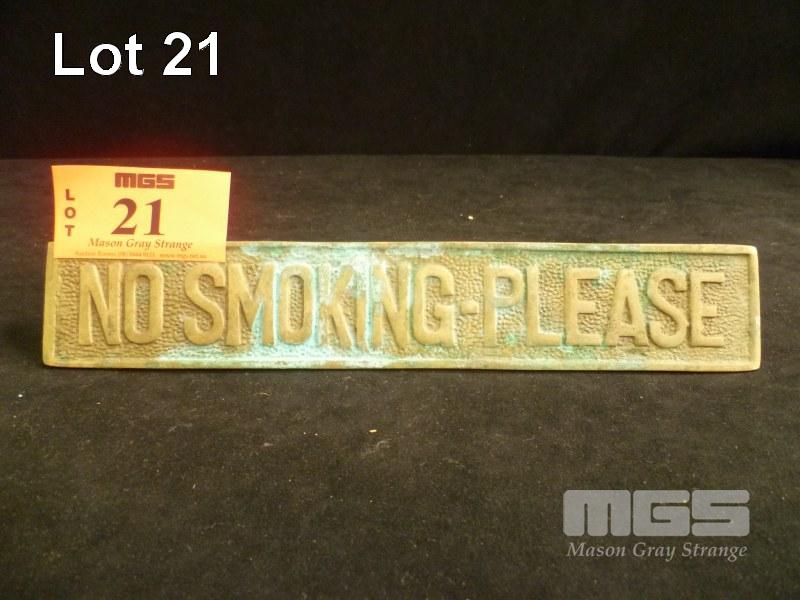 Lot 21
MGS
LOT
21
Mason Gray Strange
NO SMOKING-PLEASE
MGS
Mason Gray Strange